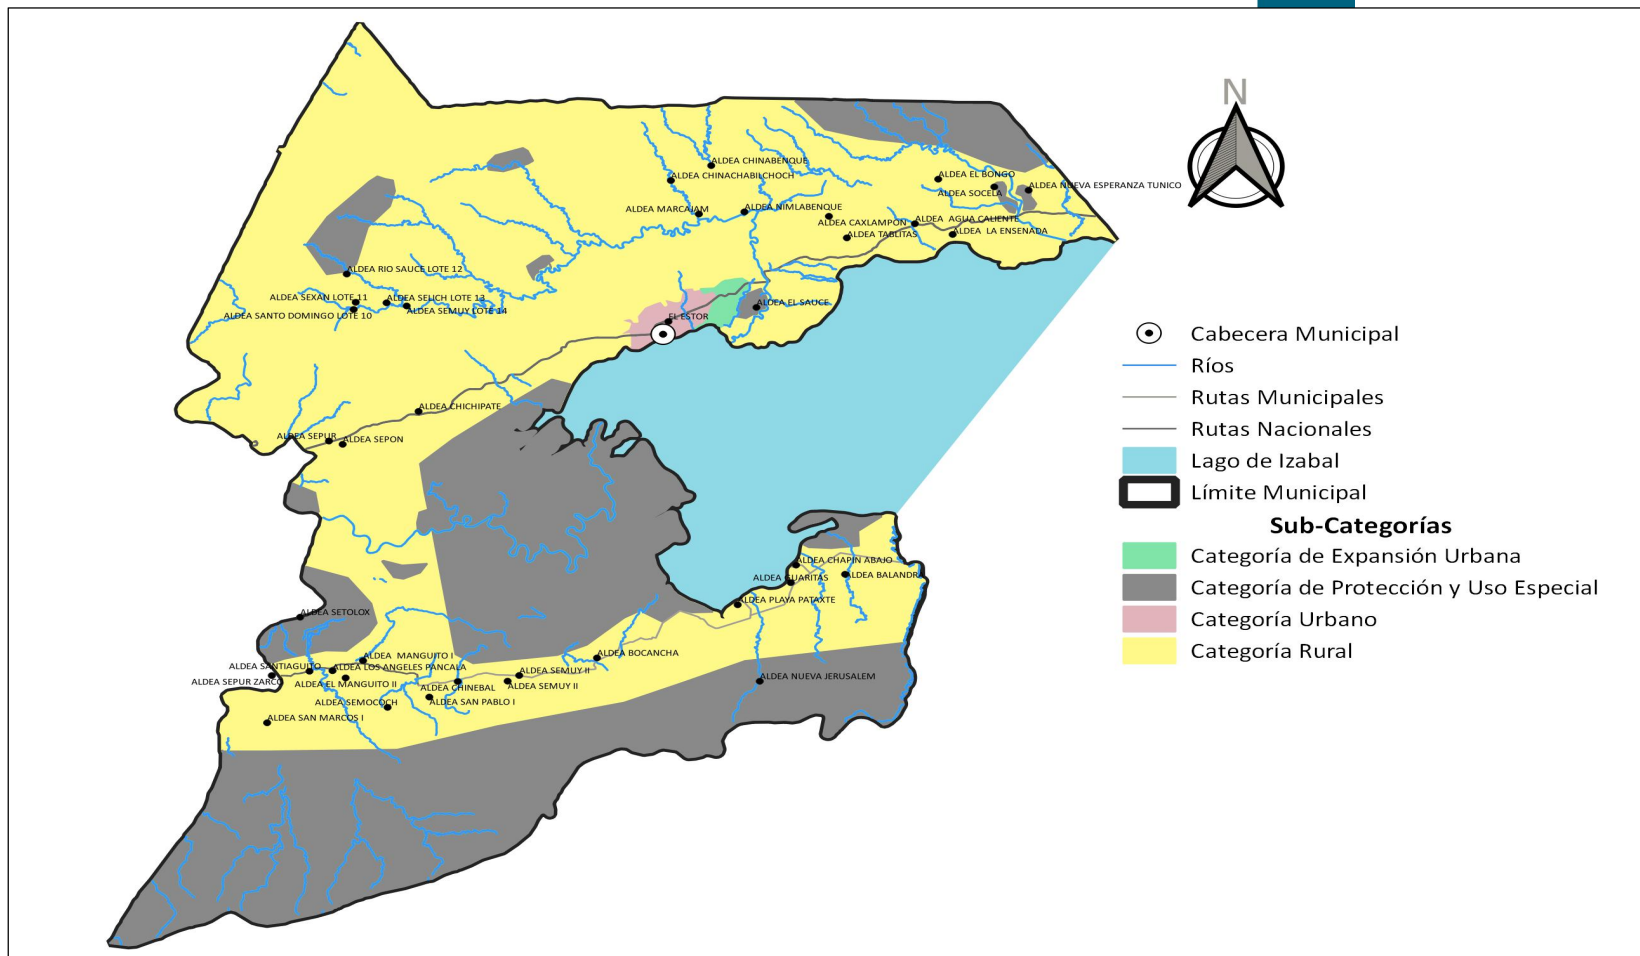 N
ALDEA CHINABENQUE
ALDEA CHINACHABILCHOCH
ALDEA EL BONGO
ALDEA NUEVA ESPERANZA TUNICO
ALDEA SOCELA
ALDEA MARCAJAM
ALDEA NIMLABENQUE
ALDEA CAXLAMPON
ALDEA AGUA CALIENTE
ALDEA TABLITAS
ALDEA LA ENSENADA
ALDEA RIO SAUCE LOTE 12
ALDEA SEXAN LOTE 11
ALDEA SELICH LOTE 13
ALDEA SANTO DOMINGO LOTE 10
ALDEA SEMUY LOTE 14
ALDEA EL SAUCE
EL ESTOR
ALDEA CHICHIPATE
ALDEA SEPUR
ALDEA SEPON
ALDEA CHAPIN ABAJO
ALDEA GUARITAS
ALDEA BALANDRA
ALDEA PLAYA PATAXTE
ALDEA SETOLOX
ALDEA BOCANCHA
ALDEA MANGUITO I
ALDEA SANTIAGUITO
ALDEA LOS ANGELES PANCALA
ALDEA SEPUR ZARCO
ALDEA EL MANGUITO II
ALDEA CHINEBAL
ALDEA SEMUY II
ALDEA SEMUY II
ALDEA NUEVA JERUSALEM
ALDEA SEMOCOCH
ALDEA SAN PABLO I
ALDEA SAN MARCOS I
Cabecera Municipal
Ríos
Rutas Municipales
Rutas Nacionales
Lago de Izabal
Límite Municipal
Sub-Categorías
Categoría de Expansión Urbana
Categoría de Protección y Uso Especial
Categoría Urbano
Categoría Rural